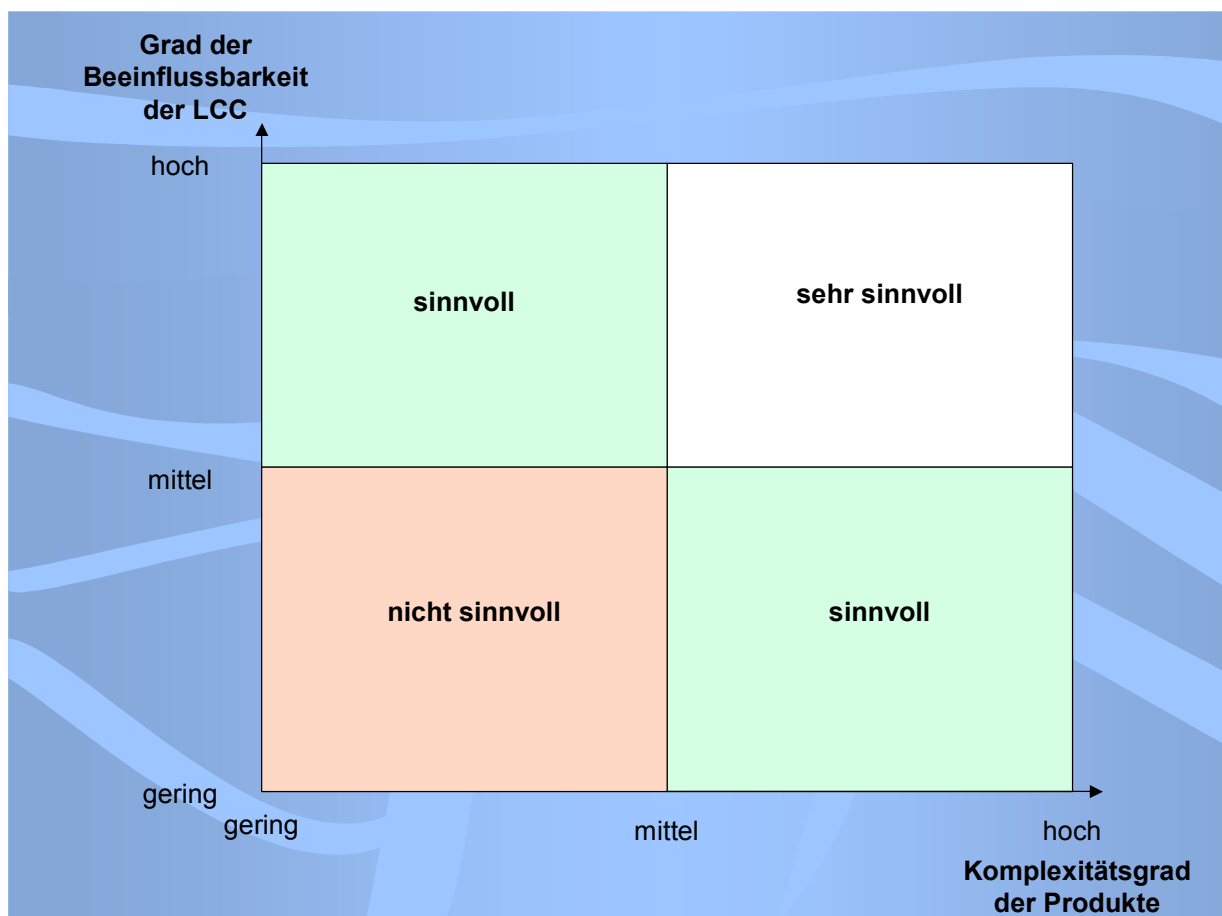 Grad der
Beeinflussbarkeit
der LCC
hoch
sinnvoll
sehr sinnvoll
mittel
nicht sinnvoll
sinnvoll
gering
gering
mittel
hoch
Komplexitätsgrad
der Produkte